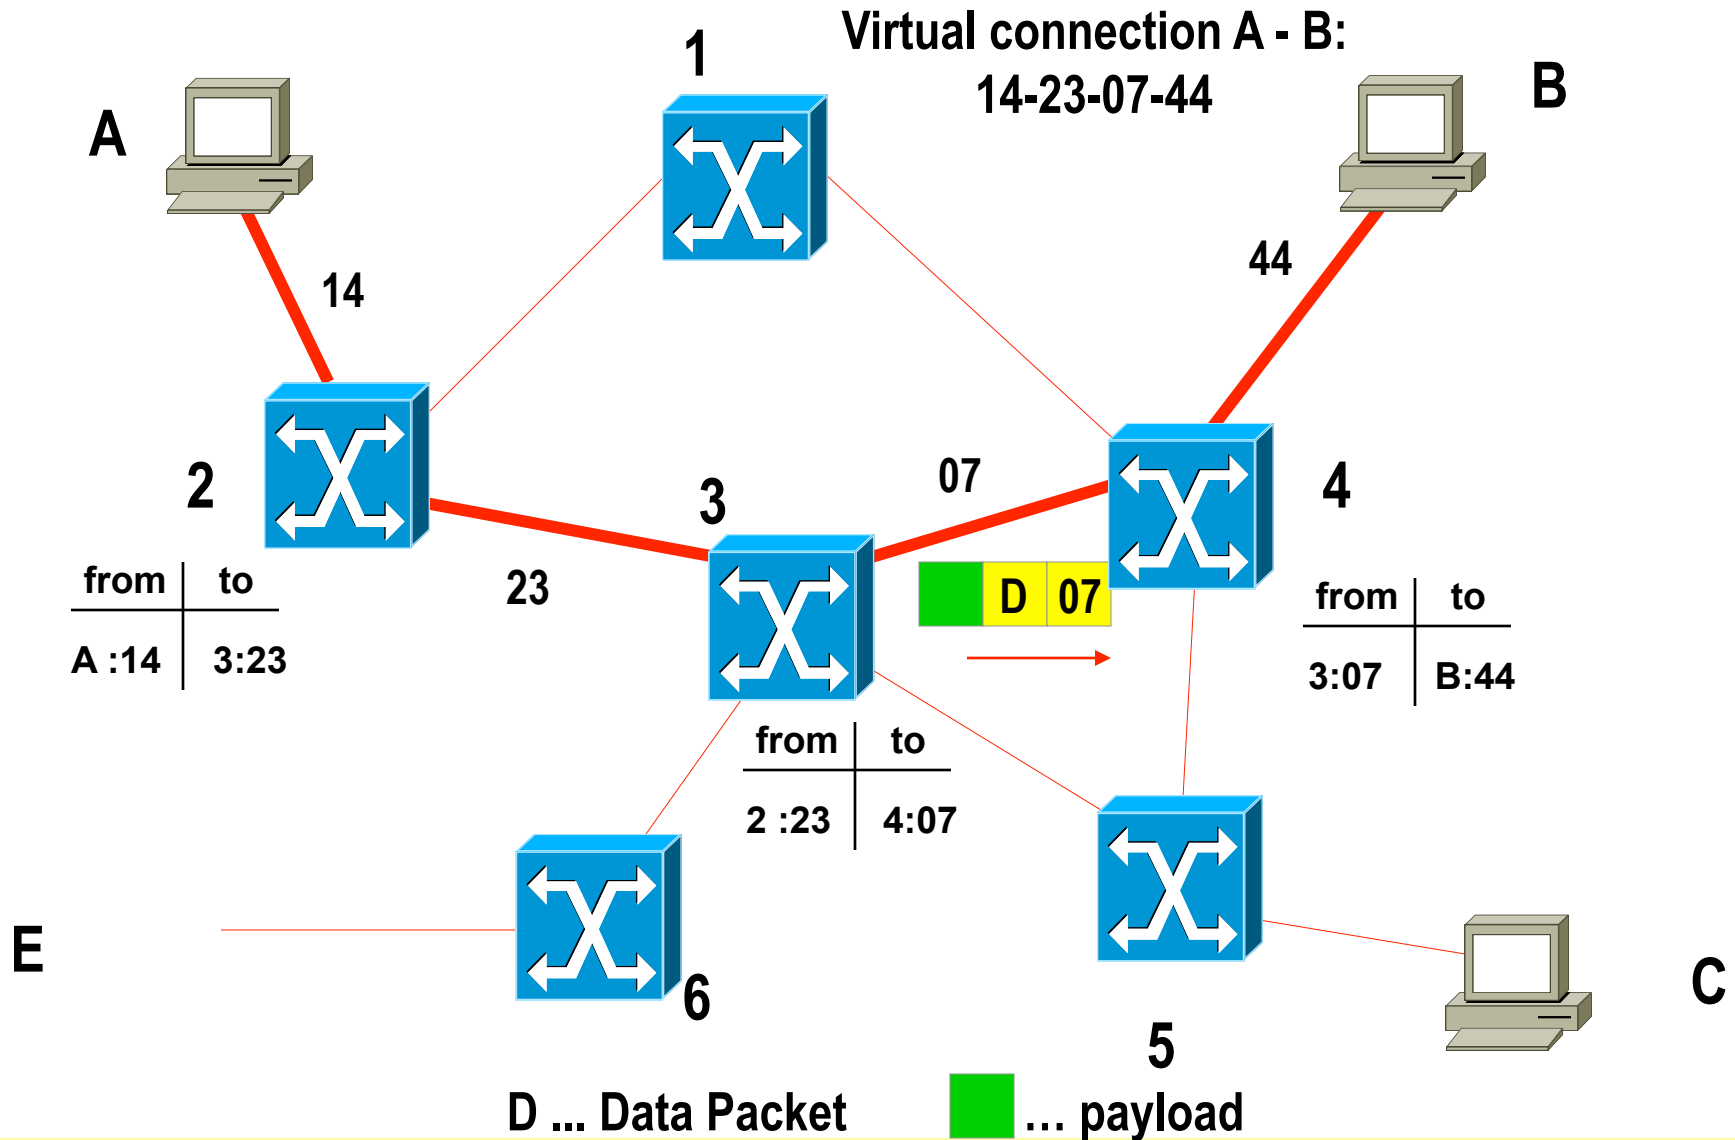 Virtual connection A - B:
14-23-07-44
1
A
B
14
44
2
3
07
4
23
D 07
from to
A :14 3:23
from to
3:07 B:44
from to
2 :23 4:07
E
6
C
5
D ... Data Packet
... payload